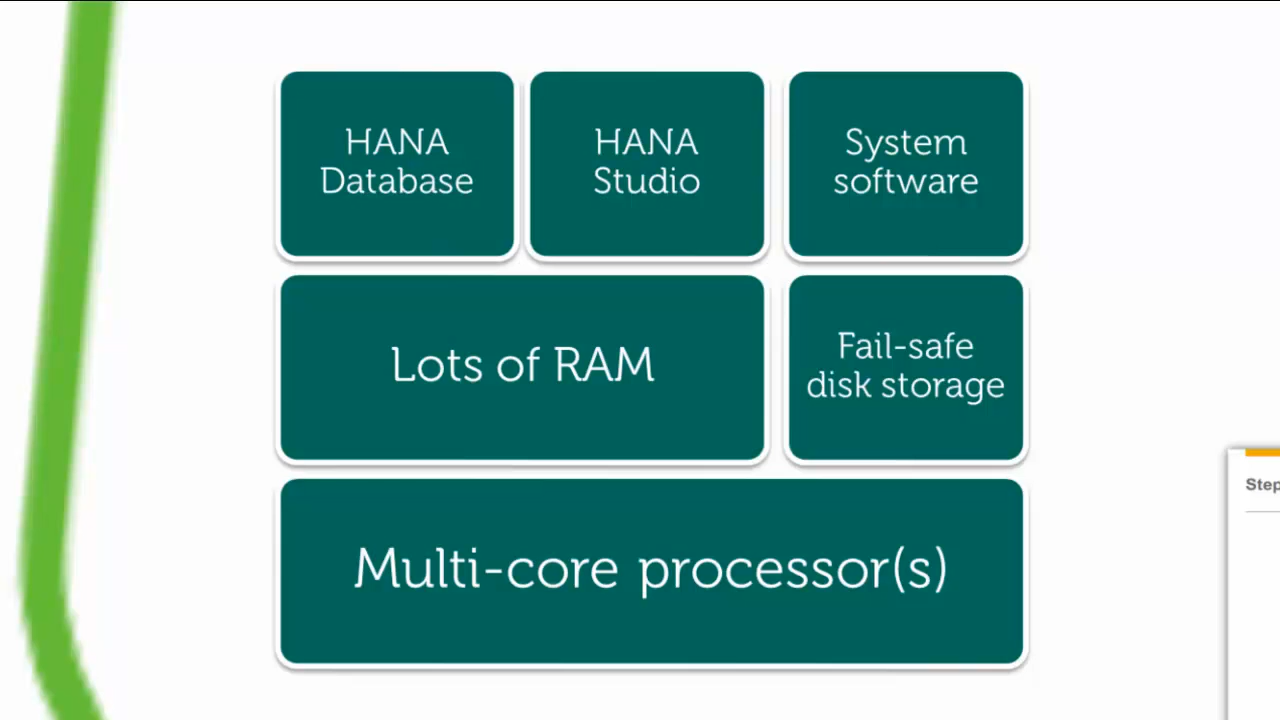 HANA
Database
HANA
Studio
System
software
Lots of RAM
Fail-safe
disk storage
Multi-core processor(s)
Step